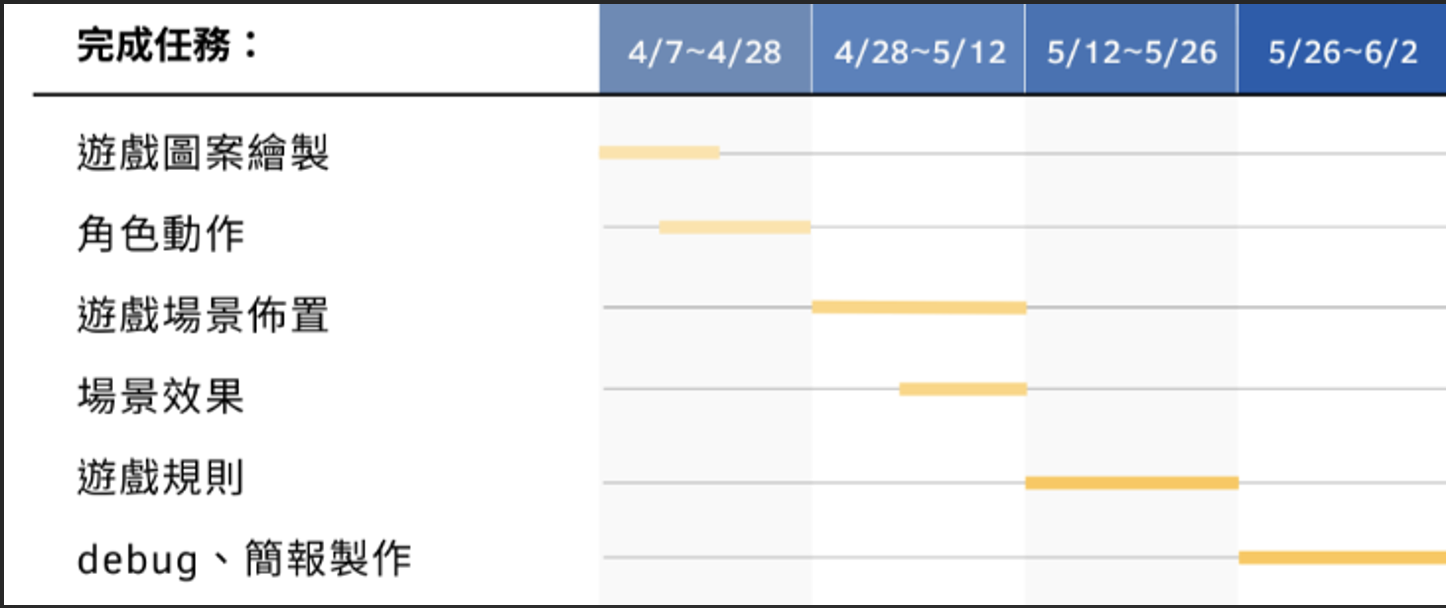 完成任務：
4/7~4/28 4/28~5/12 5/12~5/26 5/26~6/2
遊戲圖案繪製
角色動作
遊戲場景佈置
場景效果
遊戲規則
debug、簡報製作